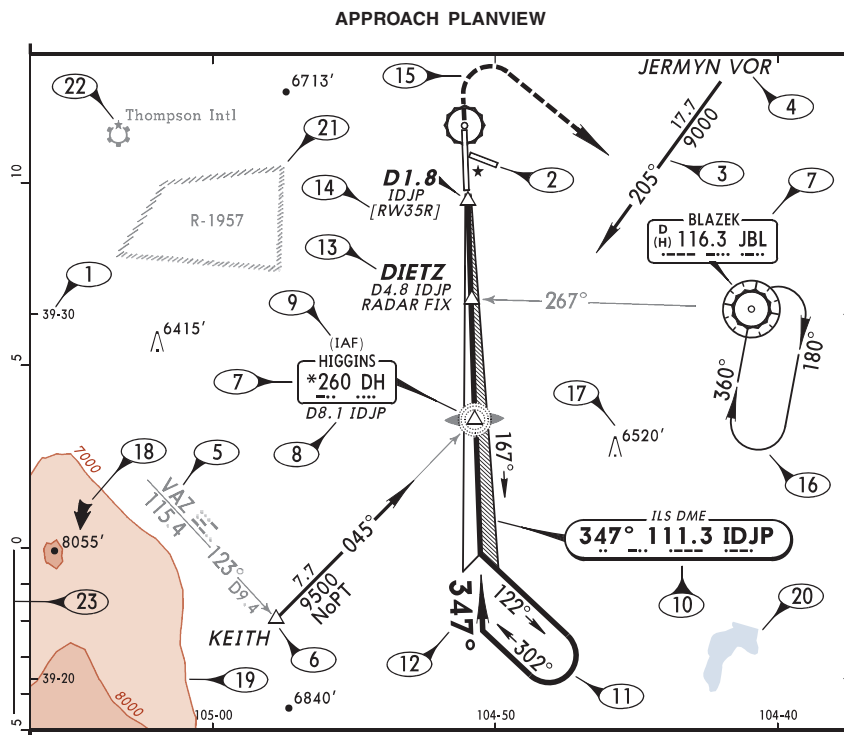 APPROACH PLANVIEW
JERMYN VOR
15
6713'
22
4
Thompson Intl
17.7
9000
21
2
3
10
D1.8
IDJP
[RW35R]
14
205°
7
R-1957
BLAZEK
D
(H) 116.3 JBL
13
DIETZ
D4.8 IDJP
RADAR FIX
1
9
267°
39-30
6415'
(IAF)
HIGGINS
*260 DH
D8.1 IDJP
7
8
5
360°
180°
17
6520'
167°
16
7000
18
5
VAZ
115.4
123°
D9.4
0
8055'
045°
7.7
9500
NoPT
ILS DME
347° 111.3 IDJP
10
23
20
KEITH
6
347°
122°
302°
12
11
19
39-20
8000
6840'
5
105-00
104-50
104-40